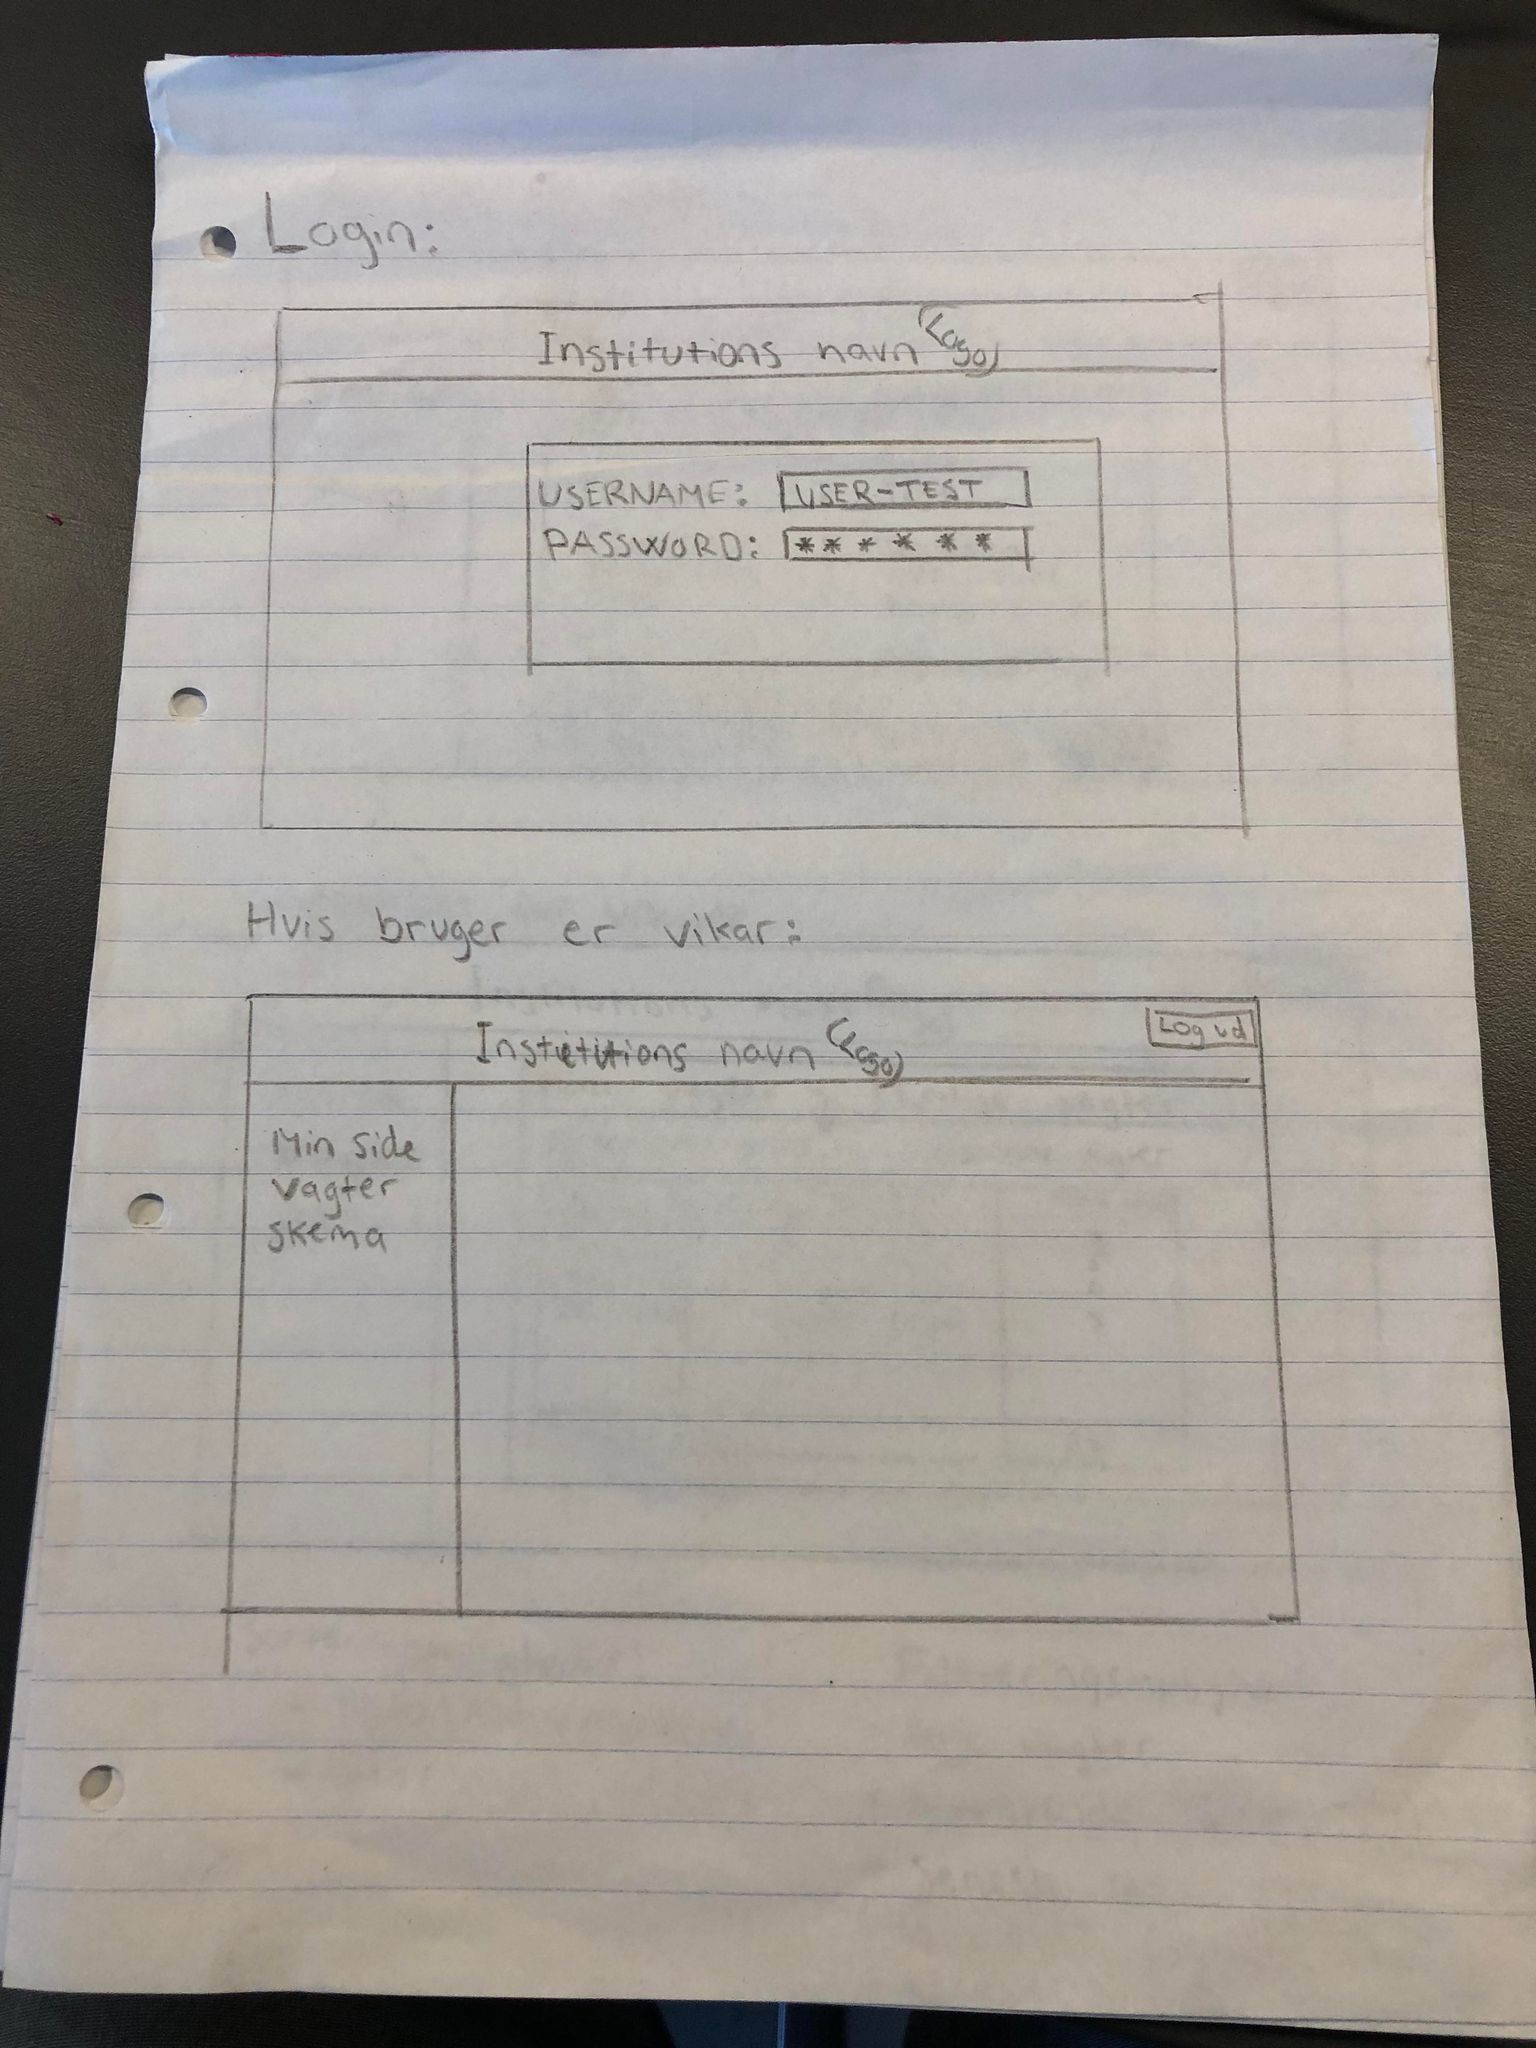 Login:
Institutions navn (Logo)
USERNAME: USER-TEST
PASSWORD: ******
Hvis bruger er vikar:
Log ud
Institutions navn (Logo)
Min side
vagter
skema